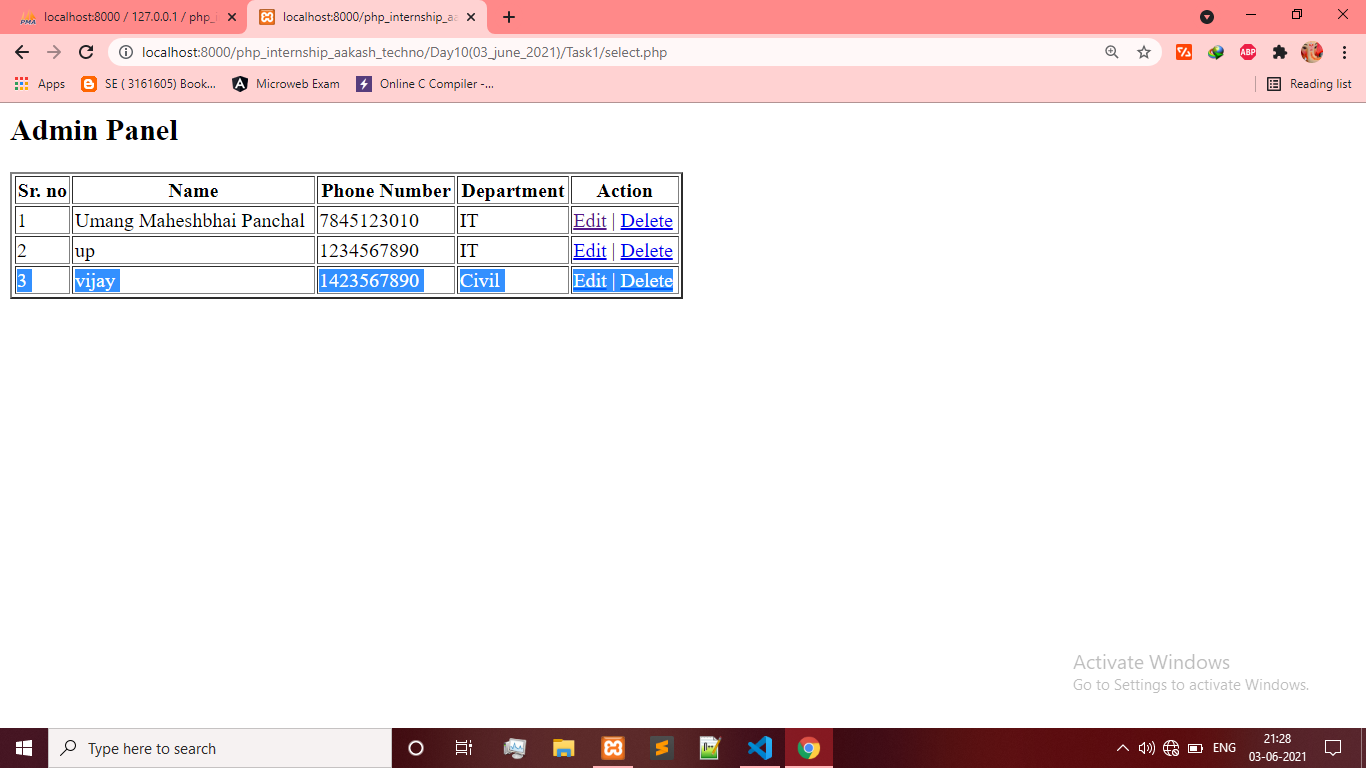 localhost:8000 / 127.0.0.1 / php_i
localhost:8000/php_internship_aa
localhost:8000/php_internship_aakash_techno/Day10(03_june_2021)/Task1/select.php
ABP
Apps SE ( 3161605) Book... Microweb Exam Online C Compiler -... Reading list
Admin Panel
Sr. no Name Phone Number Department Action
1 Umang Maheshbhai Panchal 7845123010 IT Edit | Delete
2 up 1234567890 IT Edit | Delete
3 vijay 1423567890 Civil Edit | Delete
Activate Windows
Go to Settings to activate Windows.
Type here to search
ENG
21:28
03-06-2021